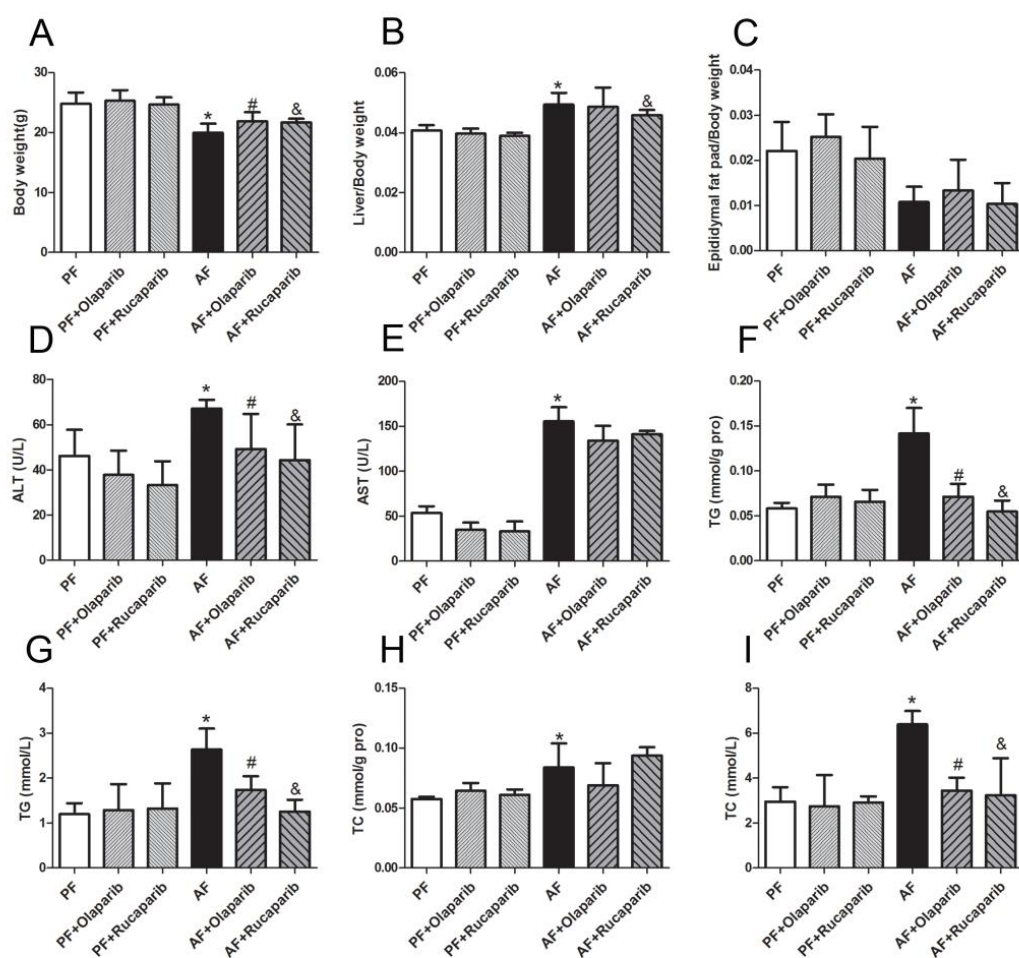 A
Body weight(g)
30
20
10
0
*
#
&
PF
PF+Olaparib
PF+Rucaparib
AF
AF+Olaparib
AF+Rucaparib
B
Liver/Body weight
0.06
0.04
0.02
0.00
*
&
PF
PF+Olaparib
PF+Rucaparib
AF
AF+Olaparib
AF+Rucaparib
C
Epididymal fat pad/Body weight
0.04
0.03
0.02
0.01
0.00
PF
PF+Olaparib
PF+Rucaparib
AF
AF+Olaparib
AF+Rucaparib
D
ALT (U/L)
80
60
40
20
0
*
#
&
PF
PF+Olaparib
PF+Rucaparib
AF
AF+Olaparib
AF+Rucaparib
E
AST (U/L)
200
150
100
50
0
*
PF
PF+Olaparib
PF+Rucaparib
AF
AF+Olaparib
AF+Rucaparib
F
TG (mmol/g pro)
0.20
0.15
0.10
0.05
0.00
*
#
&
PF
PF+Olaparib
PF+Rucaparib
AF
AF+Olaparib
AF+Rucaparib
G
TG (mmol/L)
4
3
2
1
0
*
#
&
PF
PF+Olaparib
PF+Rucaparib
AF
AF+Olaparib
AF+Rucaparib
H
TC (mmol/g pro)
0.15
0.10
0.05
0.00
*
PF
PF+Olaparib
PF+Rucaparib
AF
AF+Olaparib
AF+Rucaparib
I
TC (mmol/L)
8
6
4
2
0
*
#
&
PF
PF+Olaparib
PF+Rucaparib
AF
AF+Olaparib
AF+Rucaparib